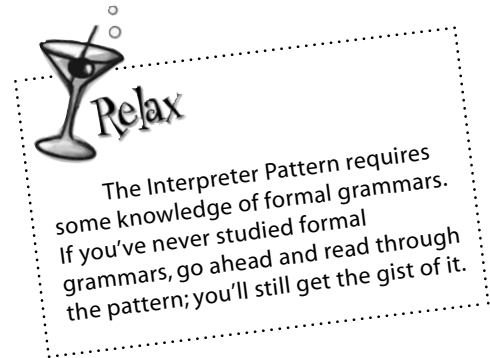 Relax
The Interpreter Pattern requires
some knowledge of formal grammars.
If you've never studied formal
grammars, go ahead and read through
the pattern; you'll still get the gist of it.